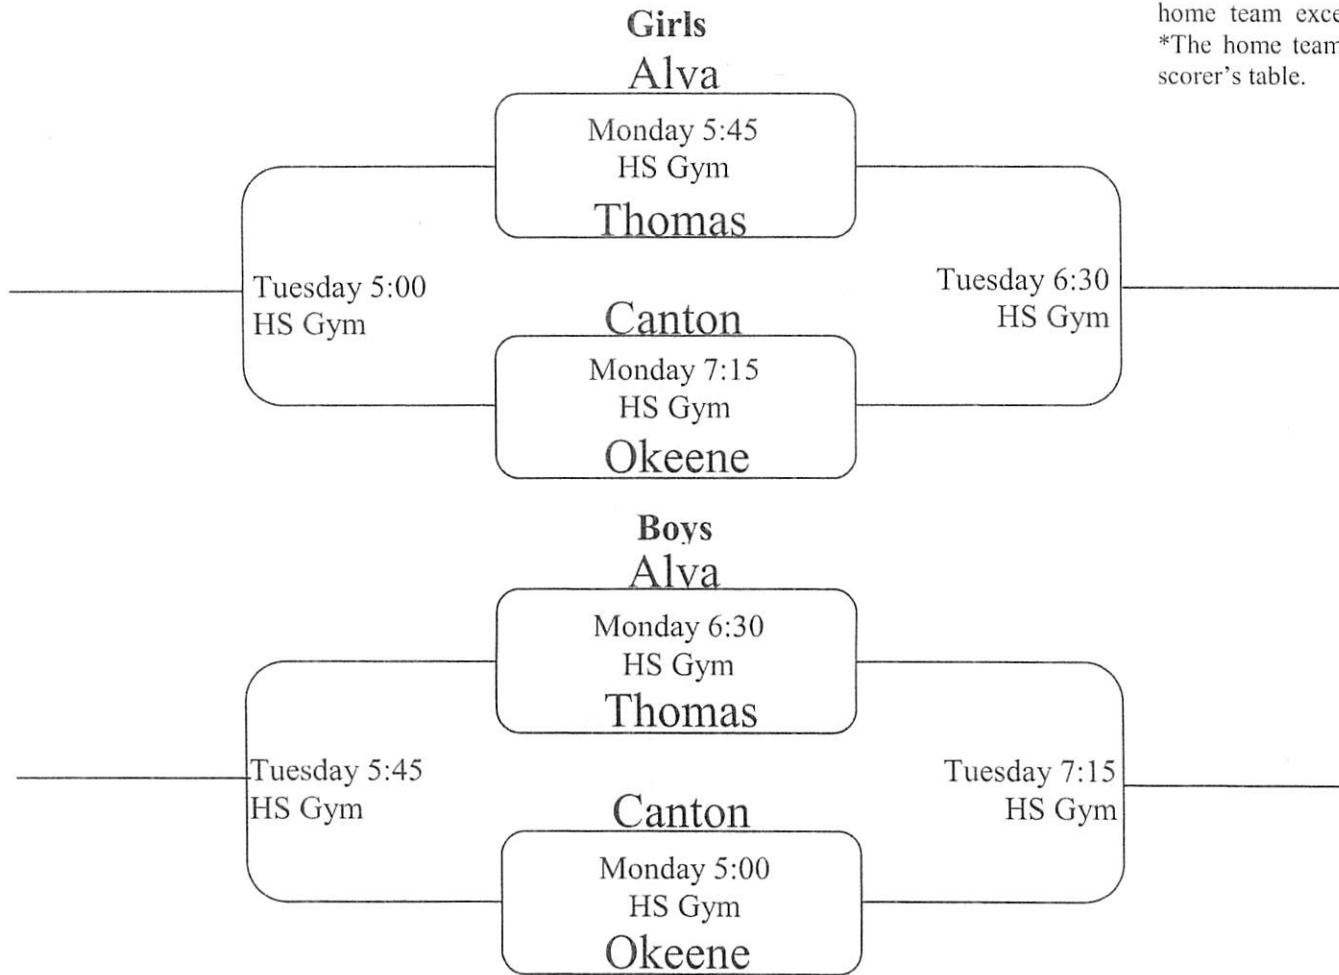 home team exce
*The home team
scorer's table.
Girls
Alva
Monday 5:45
HS Gym
Thomas
Tuesday 5:00
HS Gym
Tuesday 6:30
HS Gym
Canton
Monday 7:15
HS Gym
Okeene
Boys
Alva
Monday 6:30
HS Gym
Thomas
Tuesday 5:45
HS Gym
Tuesday 7:15
HS Gym
Canton
Monday 5:00
HS Gym
Okeene